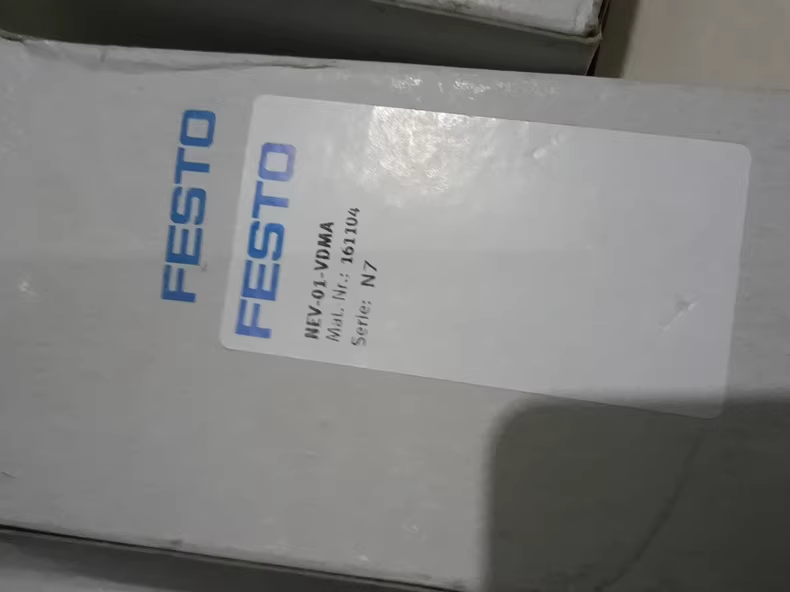 FESTO
FESTO
NEV-01-VDMA
Mat. Nr.: 161104
Serie: N7